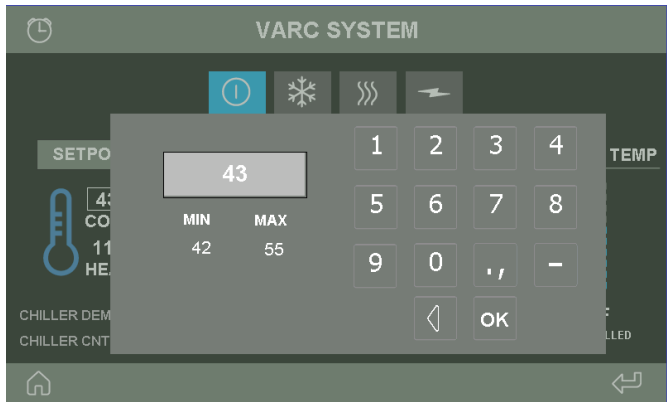 VARC SYSTEM
SETPO
TEMP
43
MIN MAX
42 55
1 2 3 4
5 6 7 8
9 0 ., -
OK
43
CO
11
HE
CHILLER DEM
CHILLER CNT
F
LLED